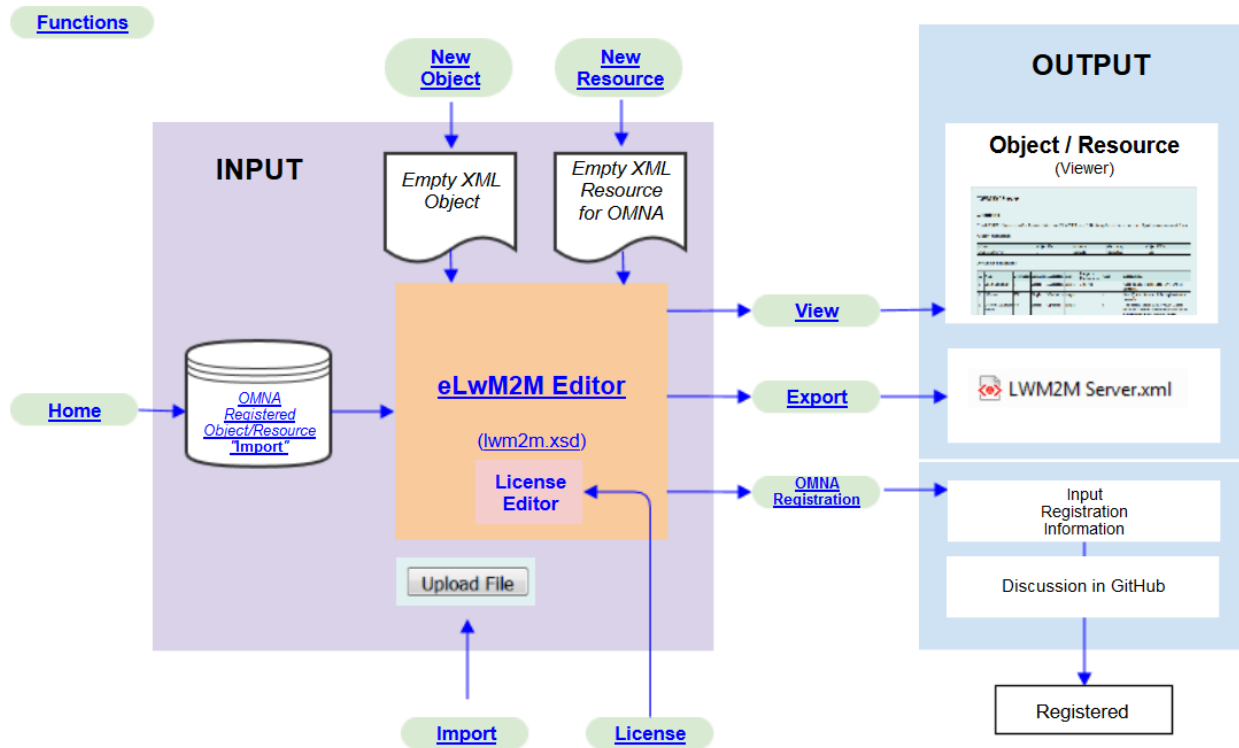 Functions
New
Object
New
Resource
OUTPUT
INPUT
Empty XML
Object
Empty XML
Resource
for OMNA
Object / Resource
(Viewer)
View
eLwM2M Editor
(lwm2m.xsd)
License
Editor
Home
OMNA
Registered
Object/Resource
"Import"
Export
LWM2M Server.xml
OMNA
Registration
Input
Registration
Information
Upload File
Discussion in GitHub
Import
License
Registered